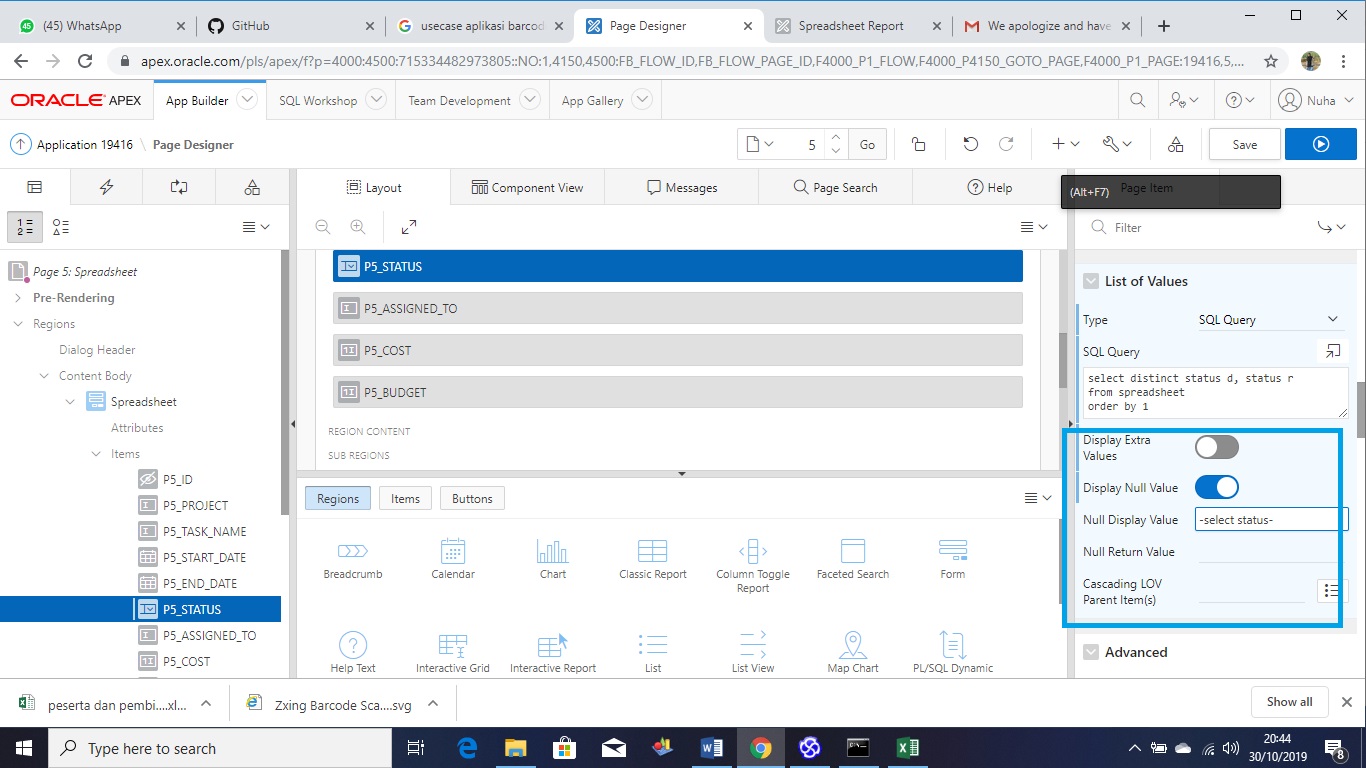 (45) WhatsApp
GitHub
usecase aplikasi barcod
Page Designer
Spreadsheet Report
We apologize and have
apex.oracle.com/pls/apex/f?p=4000:4500:715334482973805::NO:1,4150,4500:FB_FLOW_ID,FB_FLOW_PAGE_ID,F4000_P1_FLOW,F4000_P4150_GOTO_PAGE,F4000_P1_PAGE:19416,5,...
ORACLE APEX
App Builder
SQL Workshop
Team Development
App Gallery
Nuha
Application 19416 \ Page Designer
5
Go
Save
Layout
Component View
Messages
Page Search
Help
(Alt+F7)
Page Item
Filter
Page 5: Spreadsheet
Pre-Rendering
Regions
Dialog Header
Content Body
Spreadsheet
Attributes
Items
P5_ID
P5_PROJECT
P5_TASK_NAME
P5_START_DATE
P5_END_DATE
P5_STATUS
P5_ASSIGNED_TO
P5_COST
P5_STATUS
P5_ASSIGNED_TO
P5_COST
P5_BUDGET
REGION CONTENT
SUB REGIONS
Regions
Items
Buttons
Breadcrumb
Calendar
Chart
Classic Report
Column Toggle
Report
Faceted Search
Form
Help Text
Interactive Grid
Interactive Report
List
List View
Map Chart
PL/SQL Dynamic
List of Values
Type
SQL Query
SQL Query
select distinct status d, status r
from spreadsheet
order by 1
Display Extra
Values
Display Null Value
Null Display Value
-select status-
Null Return Value
Cascading LOV
Parent Item(s)
Advanced
peserta dan pembi....xl...
Zxing Barcode Sca....svg
Show all
Type here to search
20:44
30/10/2019
8